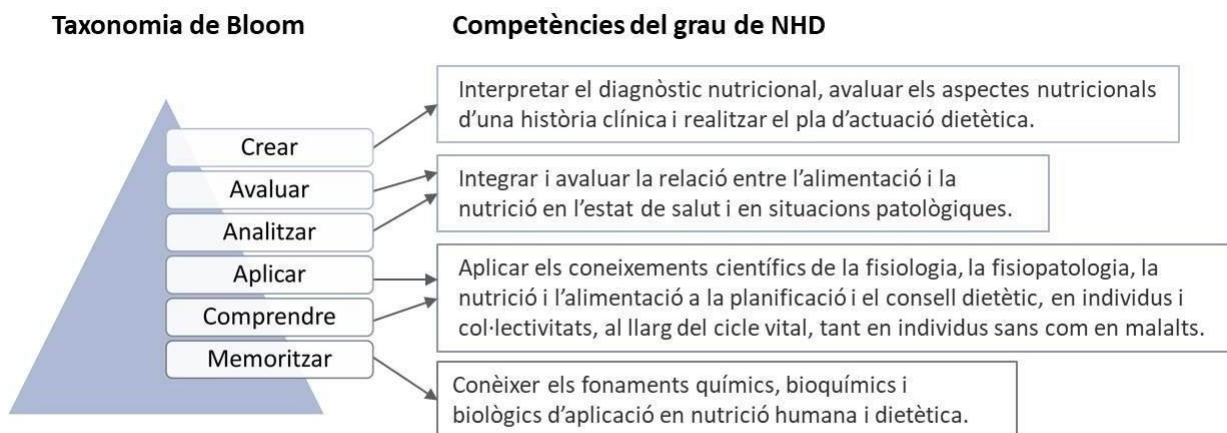 Taxonomia de Bloom
Competències del grau de NHD
Crear
Avaluar
Analitzar
Aplicar
Comprendre
Memoritzar
Interpretar el diagnòstic nutricional, avaluar els aspectes nutricionals
d'una història clínica i realitzar el pla d'actuació dietètica.
Integrar i avaluar la relació entre l'alimentació i la
nutrició en l'estat de salut i en situacions patològiques.
Aplicar els coneixements científics de la fisiologia, la fisiopatologia, la
nutrició i l'alimentació a la planificació i el consell dietètic, en individus i
col·lectivitats, al llarg del cicle vital, tant en individus sans com en malalts.
Conèixer els fonaments químics, bioquímics i
biològics d'aplicació en nutrició humana i dietètica.